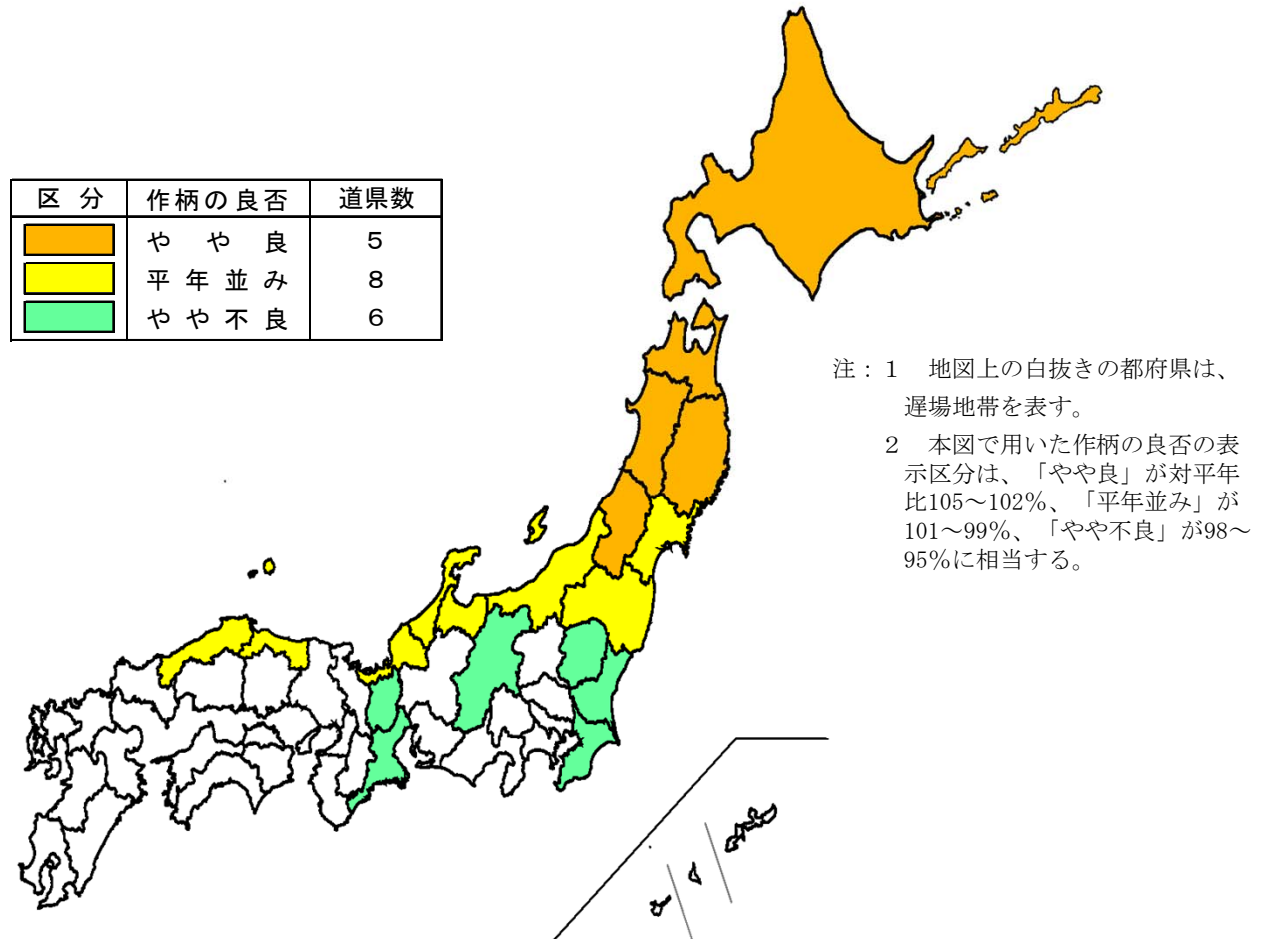 区 分 作柄の良否 道県数
や や 良 5
平 年 並 み 8
や や 不 良 6
注：1 地図上の白抜きの都府県は、
遅場地帯を表す。
2 本図で用いた作柄の良否の表
示区分は、「やや良」が対平年
比105～102%、「平年並み」が
101～99%、「やや不良」が98～
95%に相当する。